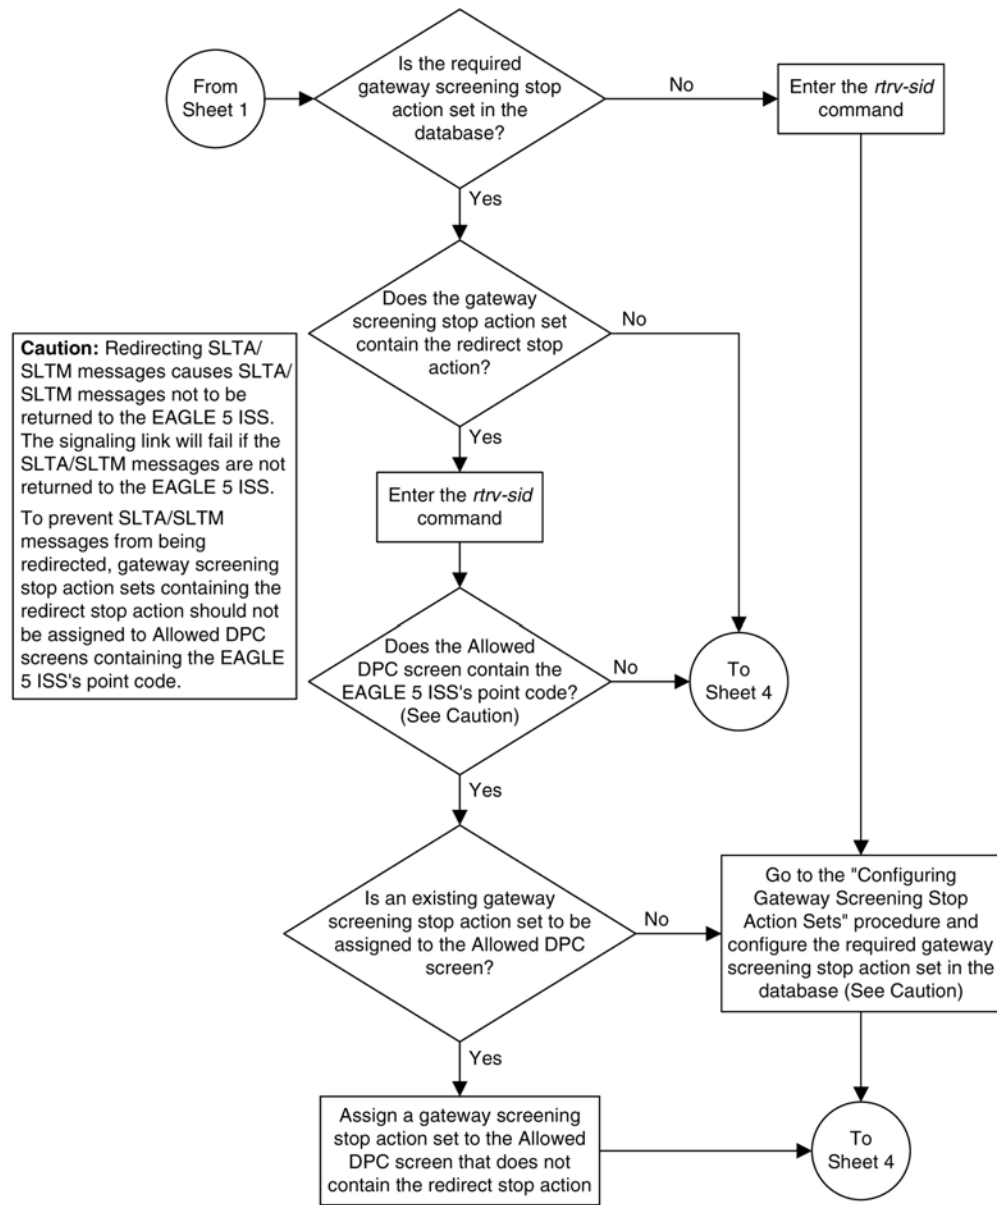 From
Sheet 1
Is the required
gateway screening stop
action set in the
database?
No
Enter the rtrv-sid
command
Yes
Does the gateway
screening stop action set
contain the redirect stop
action?
No
Caution: Redirecting SLTA/
SLTM messages causes SLTA/
SLTM messages not to be
returned to the EAGLE 5 ISS.
The signaling link will fail if the
SLTA/SLTM messages are not
returned to the EAGLE 5 ISS.
To prevent SLTA/SLTM
messages from being
redirected, gateway screening
stop action sets containing the
redirect stop action should not
be assigned to Allowed DPC
screens containing the EAGLE
5 ISS's point code.
Yes
Enter the rtrv-sid
command
Does the Allowed
DPC screen contain the
EAGLE 5 ISS's point code?
(See Caution)
No
To
Sheet 4
Yes
Is an existing gateway
screening stop action set to be
assigned to the Allowed DPC
screen?
No
Go to the "Configuring
Gateway Screening Stop
Action Sets" procedure and
configure the required gateway
screening stop action set in the
database (See Caution)
Yes
Assign a gateway screening
stop action set to the Allowed
DPC screen that does not
contain the redirect stop action
To
Sheet 4